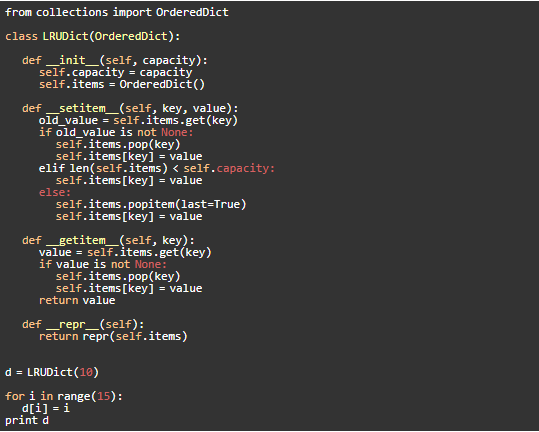 from collections import OrderedDict
class LRUDict(OrderedDict):
def __init__(self, capacity):
self.capacity = capacity
self.items = OrderedDict()
def __setitem__(self, key, value):
old_value = self.items.get(key)
if old_value is not None:
self.items.pop(key)
self.items[key] = value
elif len(self.items) < self.capacity:
self.items[key] = value
else:
self.items.popitem(last=True)
self.items[key] = value
def __getitem__(self, key):
value = self.items.get(key)
if value is not None:
self.items.pop(key)
self.items[key] = value
return value
def __repr__(self):
return repr(self.items)
d = LRUDict(10)
for i in range(15):
d[i] = i
print d